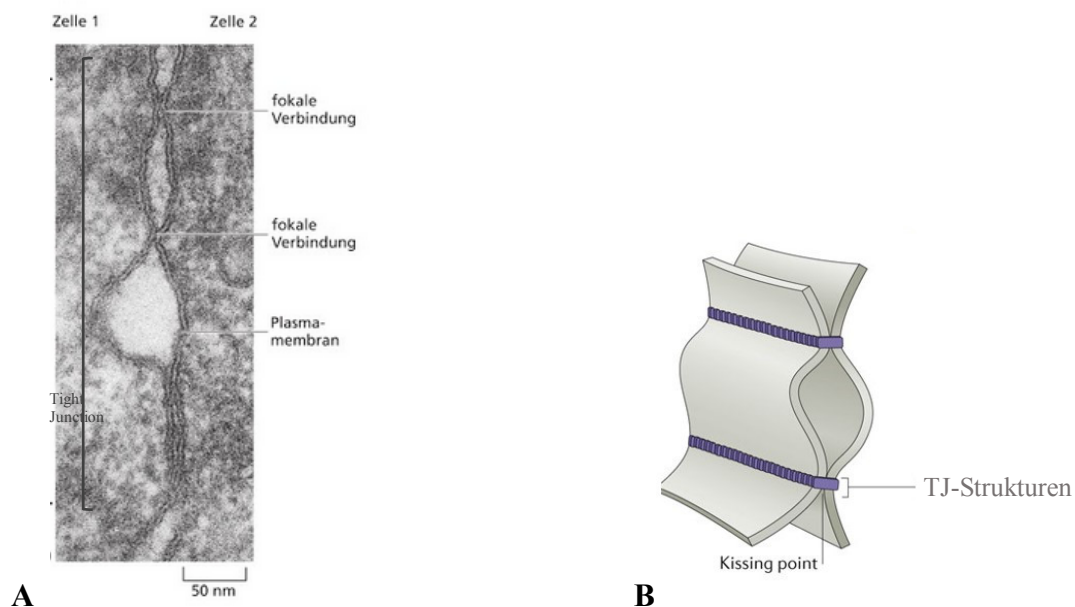 Zelle 1
Zelle 2
fokale
Verbindung
fokale
Verbindung
Plasma-
membran
Tight
Junction
50 nm
A
TJ-Strukturen
Kissing point
B